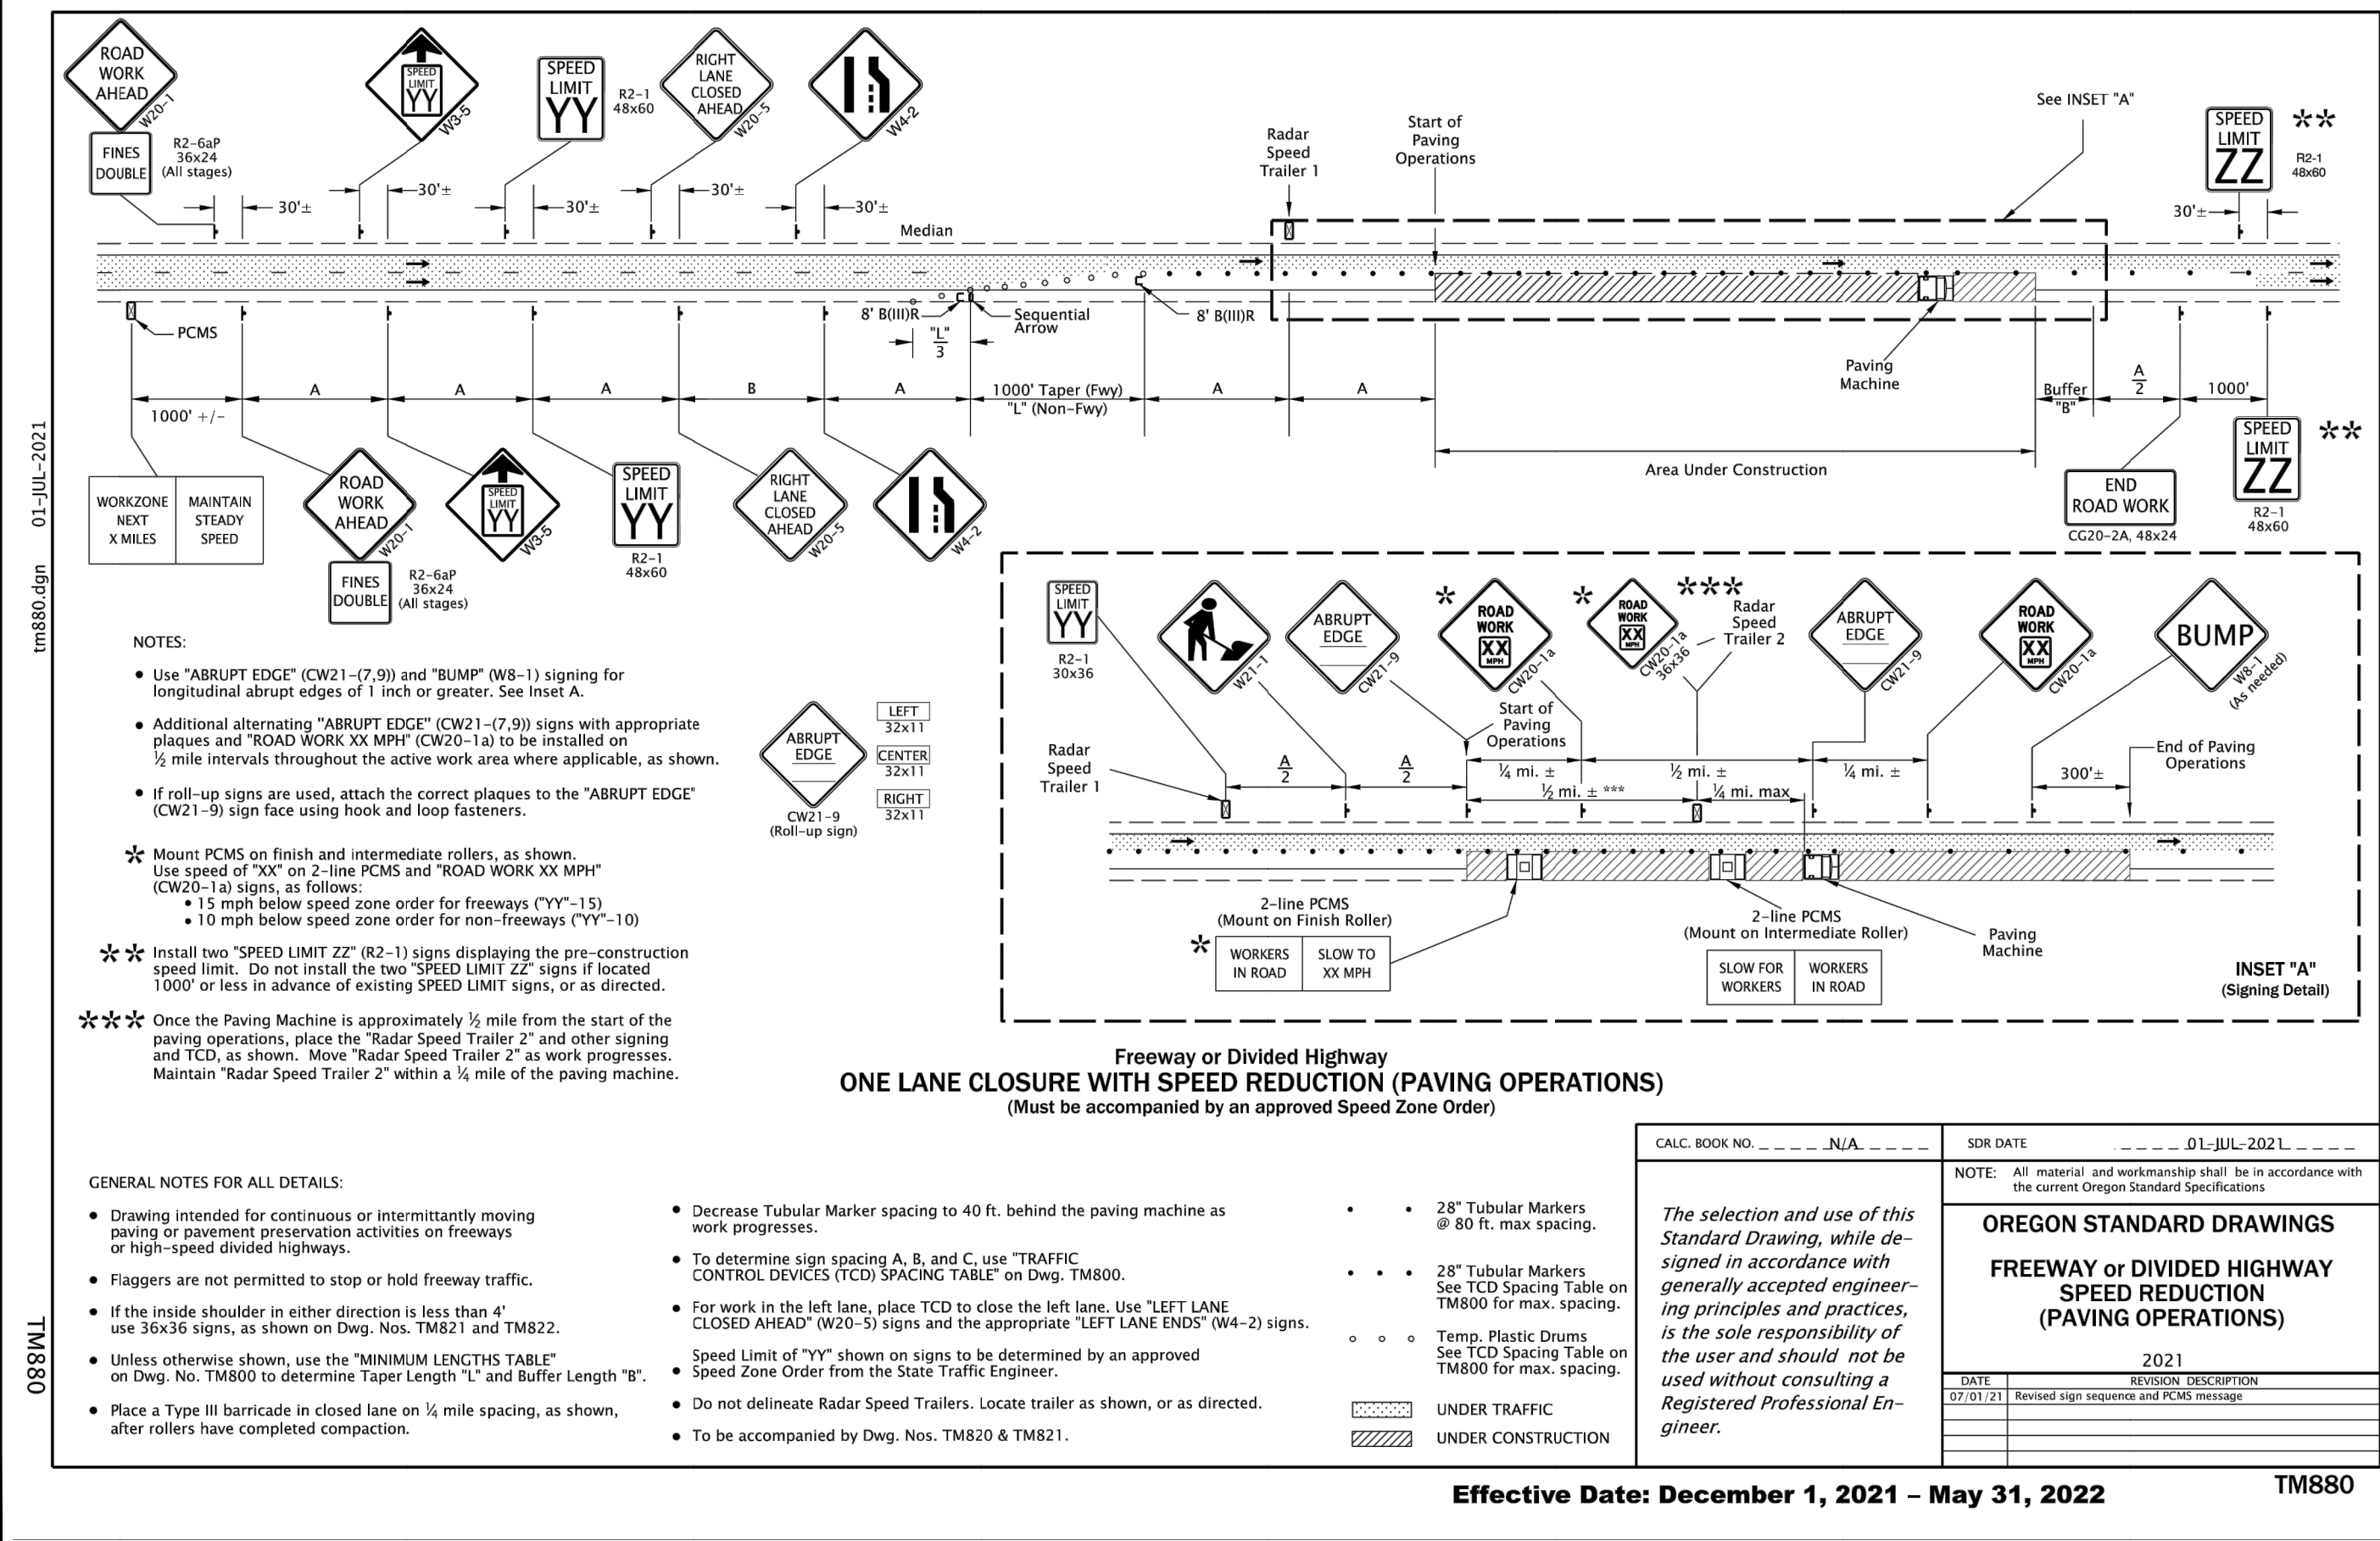 ROAD
WORK
AHEAD
W20-1
FINES
DOUBLE
R2-6aP
36x24
(All stages)
SPEED
LIMIT
YY
W3-5
SPEED
LIMIT
YY
R2-1
48x60
RIGHT
LANE
CLOSED
AHEAD
W20-5
W4-2
30'±
30'±
30'±
30'±
30'±
Median
Radar
Speed
Trailer 1
Start of
Paving
Operations
See INSET "A"
SPEED
LIMIT
ZZ
**
R2-1
48x60
30'±
PCMS
8' B(III)R
"L"
3
Sequential
Arrow
8' B(III)R
Paving
Machine
1000' +/-
A
A
A
B
A
1000' Taper (Fwy)
"L" (Non-Fwy)
A
A
Buffer
"B"
A
2
1000'
Area Under Construction
WORKZONE
NEXT
X MILES
MAINTAIN
STEADY
SPEED
ROAD
WORK
AHEAD
W20-1
FINES
DOUBLE
R2-6aP
36x24
(All stages)
SPEED
LIMIT
YY
W3-5
SPEED
LIMIT
YY
R2-1
48x60
RIGHT
LANE
CLOSED
AHEAD
W20-5
W4-2
END
ROAD WORK
CG20-2A, 48x24
SPEED
LIMIT
ZZ
**
R2-1
48x60
NOTES:
• Use "ABRUPT EDGE" (CW21-(7,9)) and "BUMP" (W8-1) signing for
longitudinal abrupt edges of 1 inch or greater. See Inset A.
• Additional alternating "ABRUPT EDGE" (CW21-(7,9)) signs with appropriate
plaques and "ROAD WORK XX MPH" (CW20-1a) to be installed on
½ mile intervals throughout the active work area where applicable, as shown.
• If roll-up signs are used, attach the correct plaques to the "ABRUPT EDGE"
(CW21-9) sign face using hook and loop fasteners.
* Mount PCMS on finish and intermediate rollers, as shown.
Use speed of "XX" on 2-line PCMS and "ROAD WORK XX MPH"
(CW20-1a) signs, as follows:
• 15 mph below speed zone order for freeways ("YY"-15)
• 10 mph below speed zone order for non-freeways ("YY"-10)
** Install two "SPEED LIMIT ZZ" (R2-1) signs displaying the pre-construction
speed limit. Do not install the two "SPEED LIMIT ZZ" signs if located
1000' or less in advance of existing SPEED LIMIT signs, or as directed.
*** Once the Paving Machine is approximately ½ mile from the start of the
paving operations, place the "Radar Speed Trailer 2" and other signing
and TCD, as shown. Move "Radar Speed Trailer 2" as work progresses.
Maintain "Radar Speed Trailer 2" within a ¼ mile of the paving machine.
ABRUPT
EDGE
CW21-9
(Roll-up sign)
LEFT
32x11
CENTER
32x11
RIGHT
32x11
SPEED
LIMIT
YY
R2-1
30x36
W21-1
ABRUPT
EDGE
CW21-9
*
ROAD
WORK
XX
MPH
CW20-1a
*
ROAD
WORK
XX
MPH
CW20-1a
36x36
***
Radar
Speed
Trailer 2
ABRUPT
EDGE
CW21-9
ROAD
WORK
XX
MPH
CW20-1a
BUMP
W8-1
(As needed)
Radar
Speed
Trailer 1
Start of
Paving
Operations
End of Paving
Operations
A
2
A
2
¼ mi. ±
½ mi. ±
¼ mi. ±
300'±
½ mi. ± ***
¼ mi. max
2-line PCMS
(Mount on Finish Roller)
*
WORKERS
IN ROAD
SLOW TO
XX MPH
2-line PCMS
(Mount on Intermediate Roller)
SLOW FOR
WORKERS
WORKERS
IN ROAD
Paving
Machine
INSET "A"
(Signing Detail)
Freeway or Divided Highway
ONE LANE CLOSURE WITH SPEED REDUCTION (PAVING OPERATIONS)
(Must be accompanied by an approved Speed Zone Order)
GENERAL NOTES FOR ALL DETAILS:
• Drawing intended for continuous or intermittantly moving
paving or pavement preservation activities on freeways
or high-speed divided highways.
• Flaggers are not permitted to stop or hold freeway traffic.
• If the inside shoulder in either direction is less than 4'
use 36x36 signs, as shown on Dwg. Nos. TM821 and TM822.
• Unless otherwise shown, use the "MINIMUM LENGTHS TABLE"
on Dwg. No. TM800 to determine Taper Length "L" and Buffer Length "B".
• Place a Type III barricade in closed lane on ¼ mile spacing, as shown,
after rollers have completed compaction.
• Decrease Tubular Marker spacing to 40 ft. behind the paving machine as
work progresses.
• To determine sign spacing A, B, and C, use "TRAFFIC
CONTROL DEVICES (TCD) SPACING TABLE" on Dwg. TM800.
• For work in the left lane, place TCD to close the left lane. Use "LEFT LANE
CLOSED AHEAD" (W20-5) signs and the appropriate "LEFT LANE ENDS" (W4-2) signs.
Speed Limit of "YY" shown on signs to be determined by an approved
• Speed Zone Order from the State Traffic Engineer.
• Do not delineate Radar Speed Trailers. Locate trailer as shown, or as directed.
• To be accompanied by Dwg. Nos. TM820 & TM821.
28" Tubular Markers
@ 80 ft. max spacing.
28" Tubular Markers
See TCD Spacing Table on
TM800 for max. spacing.
Temp. Plastic Drums
See TCD Spacing Table on
TM800 for max. spacing.
UNDER TRAFFIC
UNDER CONSTRUCTION
CALC. BOOK NO. N/A
SDR DATE 01-JUL-2021
NOTE: All material and workmanship shall be in accordance with
the current Oregon Standard Specifications
The selection and use of this
Standard Drawing, while de-
signed in accordance with
generally accepted engineer-
ing principles and practices,
is the sole responsibility of
the user and should not be
used without consulting a
Registered Professional En-
gineer.
OREGON STANDARD DRAWINGS
FREEWAY or DIVIDED HIGHWAY
SPEED REDUCTION
(PAVING OPERATIONS)
2021
DATE REVISION DESCRIPTION
07/01/21 Revised sign sequence and PCMS message
Effective Date: December 1, 2021 – May 31, 2022
TM880
tm880.dgn 01-JUL-2021
TM880